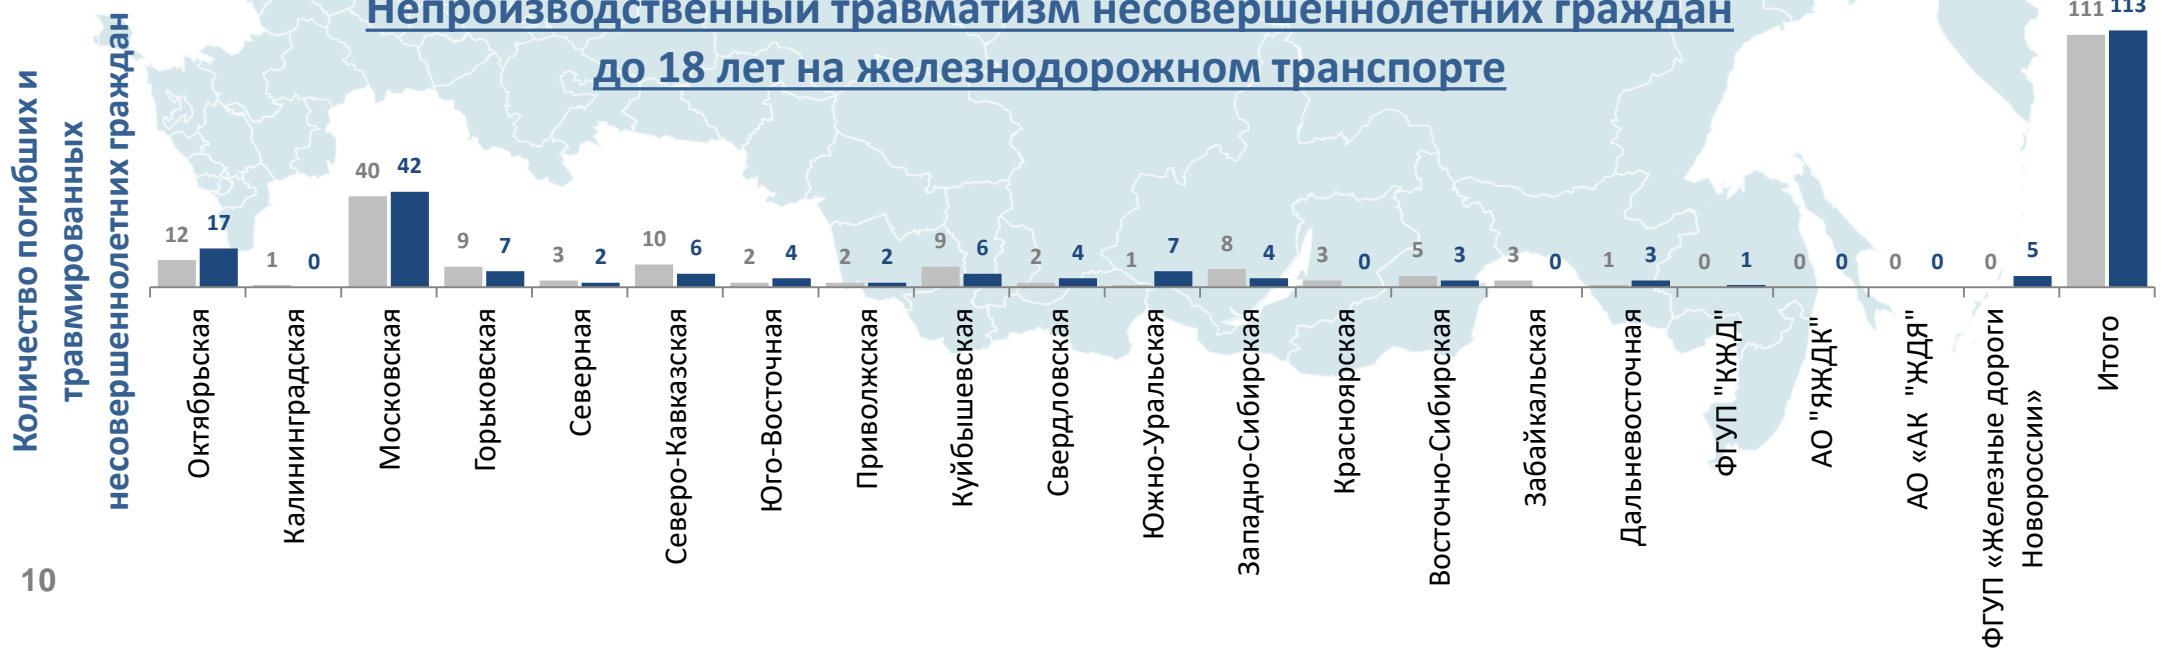 Непроизводственный травматизм несовершеннолетних граждан
до 18 лет на железнодорожном транспорте
Количество погибших и
травмированных
несовершеннолетних граждан
12 17
1 0
40 42
9 7
3 2
10 6
2 4
2 2
9 6
2 4
1 7
8 4
3 0
5 3
3 0
1 3
0 1
0 0
0 0
0 5
111 113
Октябрьская
Калининградская
Московская
Горьковская
Северная
Северо-Кавказская
Юго-Восточная
Приволжская
Куйбышевская
Свердловская
Южно-Уральская
Западно-Сибирская
Красноярская
Восточно-Сибирская
Забайкальская
Дальневосточная
ФГУП "КЖД"
АО "ЯЖДК"
АО «АК "ЖДЯ"
ФГУП «Железные дороги
Новороссии»
Итого
10